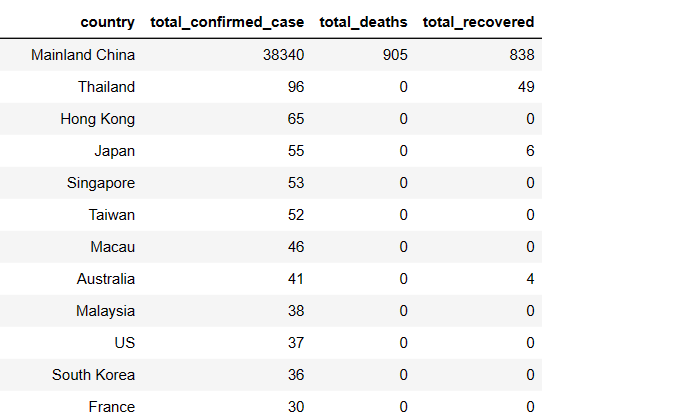 country total_confirmed_case total_deaths total_recovered
Mainland China 38340 905 838
Thailand 96 0 49
Hong Kong 65 0 0
Japan 55 0 6
Singapore 53 0 0
Taiwan 52 0 0
Macau 46 0 0
Australia 41 0 4
Malaysia 38 0 0
US 37 0 0
South Korea 36 0 0
France 30 0 0